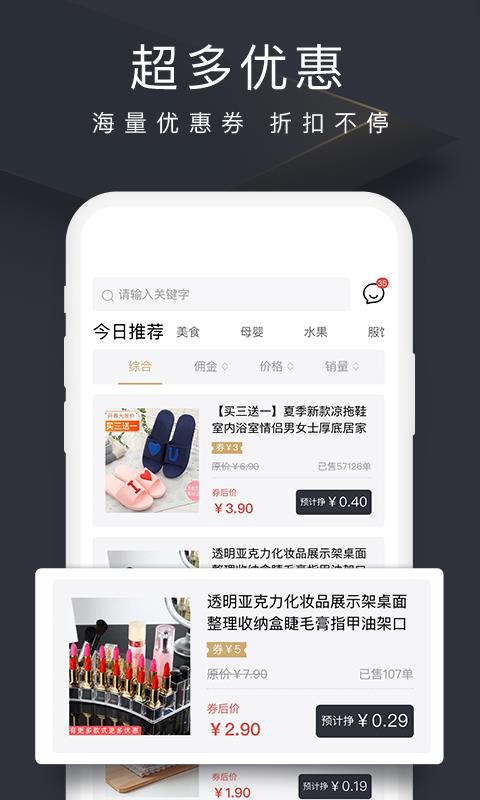 超多优惠
海量优惠券 折扣不停
请输入关键字
35
今日推荐 美食 母婴 水果 服饰
综合 佣金 价格 销量
开春大放价
买三送一
I U
【买三送一】夏季新款凉拖鞋
室内浴室情侣男女士厚底居家
券￥3
原价￥6.90 已售57126单
券后价
￥3.90
预计挣￥0.40
透明亚克力化妆品展示架桌面
整理收纳盒睫毛膏指甲油架口
透明亚克力化妆品展示架桌面
整理收纳盒睫毛膏指甲油架口
券￥5
原价￥7.90 已售107单
券后价
￥2.90
预计挣￥0.29
有更多款式更多优惠
券后价
￥1.90
预计挣￥0.19